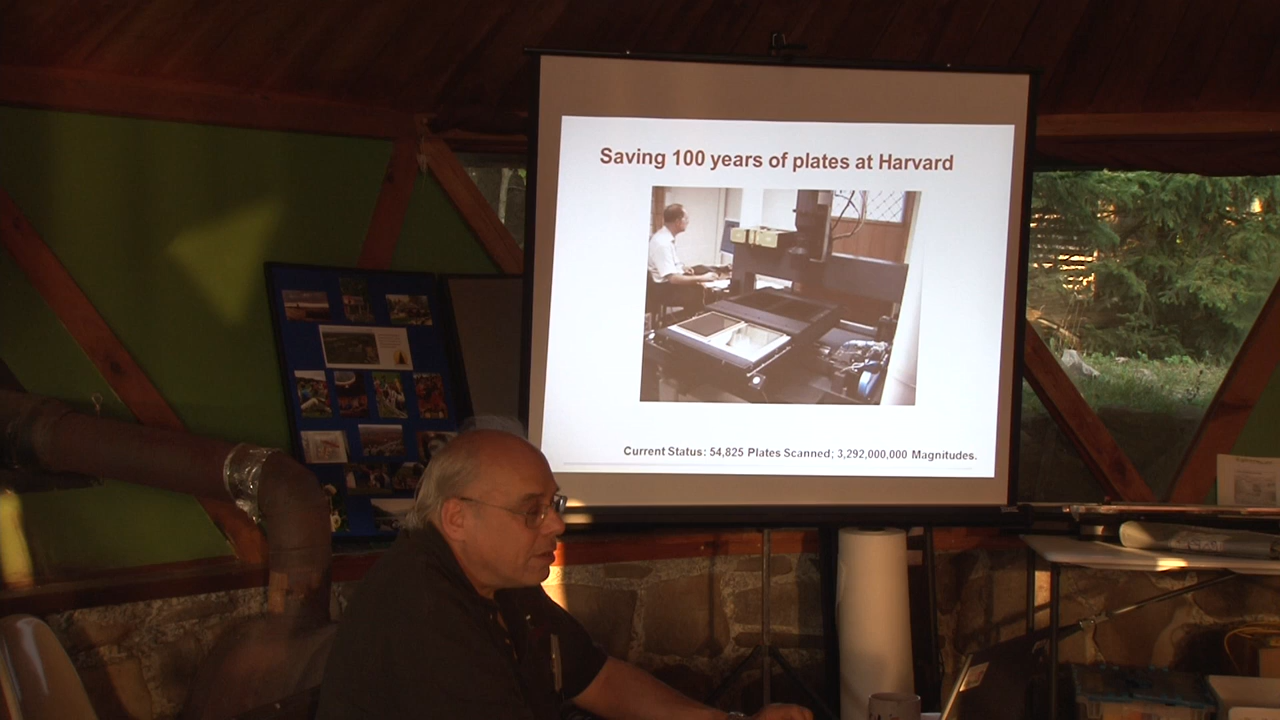 Saving 100 years of plates at Harvard
Current Status: 54,825 Plates Scanned; 3,292,000,000 Magnitudes.